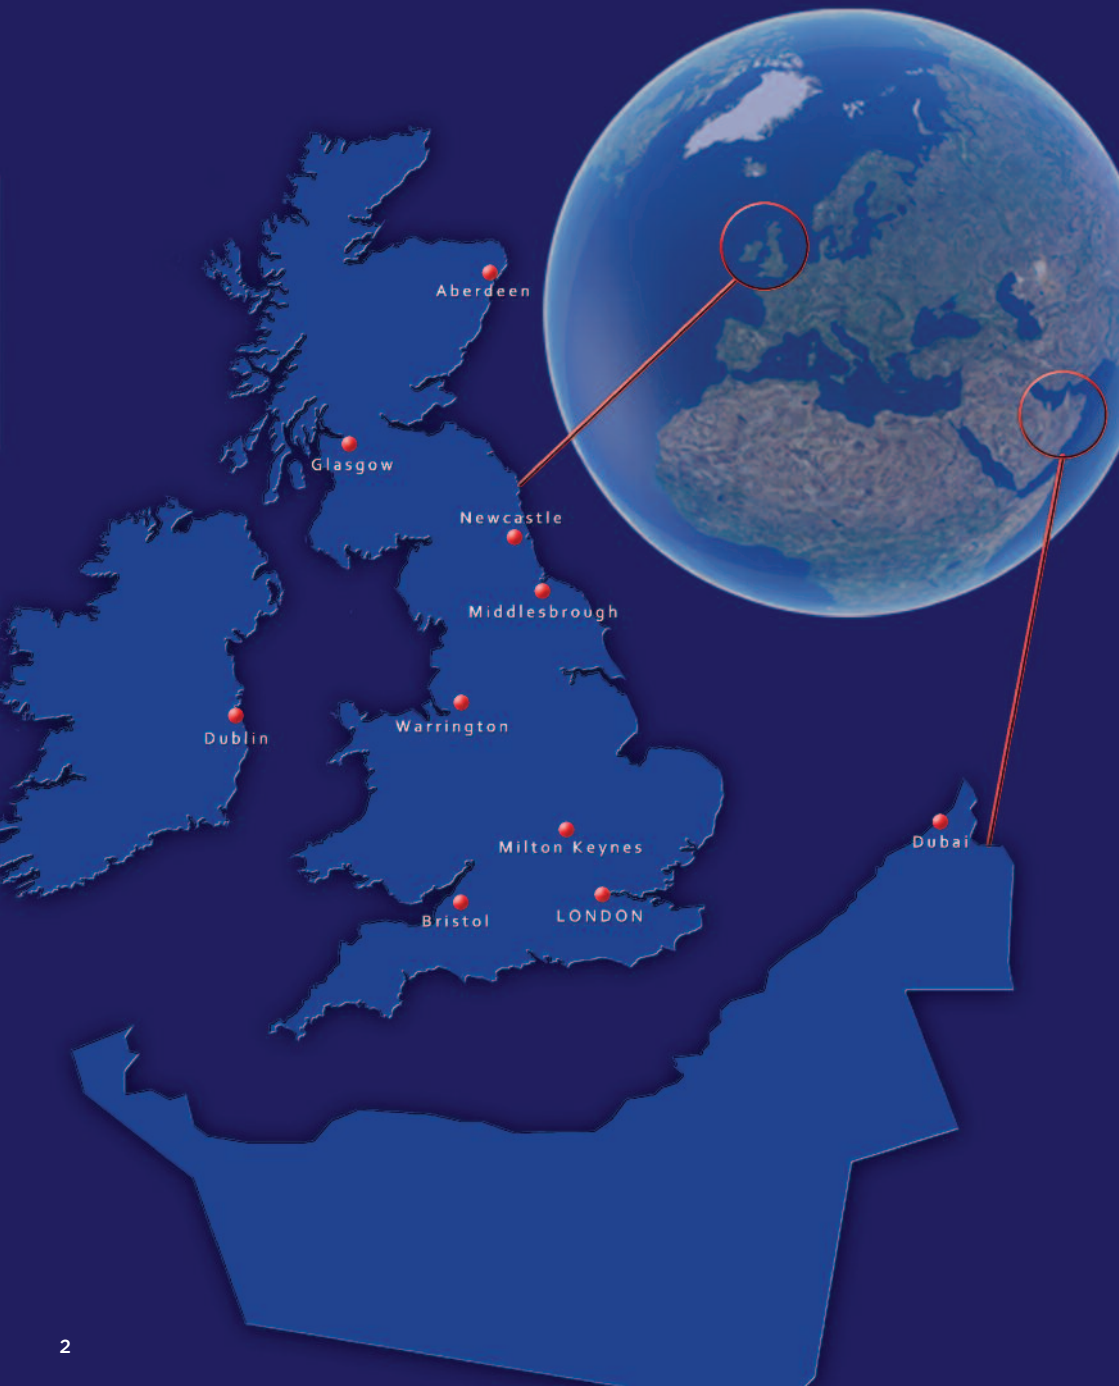 Aberdeen
Glasgow
Newcastle
Middlesbrough
Warrington
Dublin
Milton Keynes
Dubai
Bristol
LONDON
2